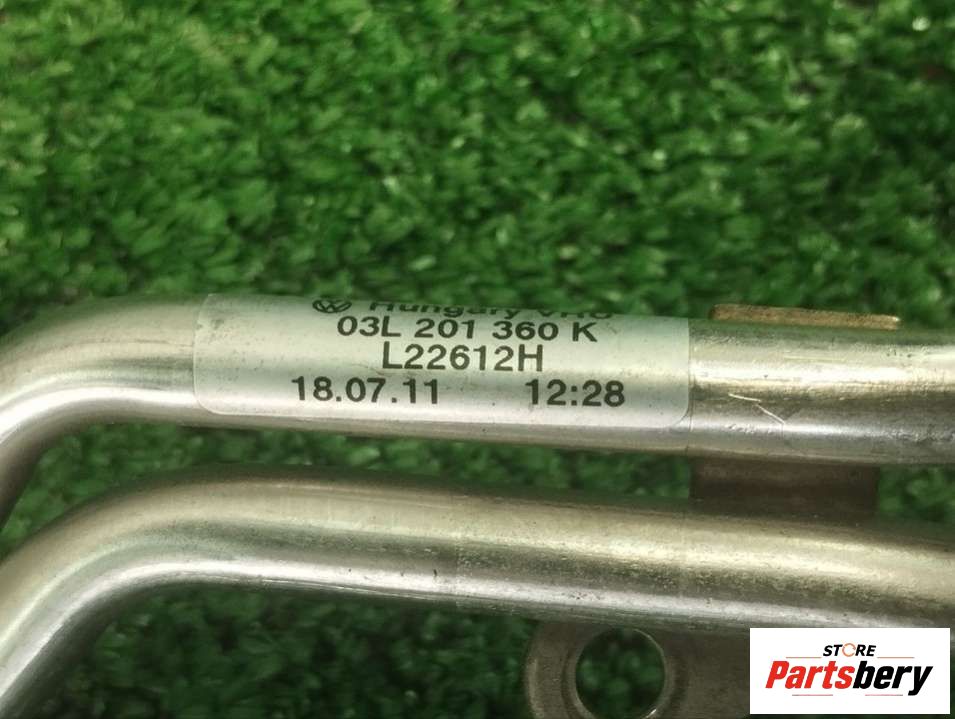 Hungary
03L 201 360 K
L22612H
18.07.11 12:28
STORE
Partsbery